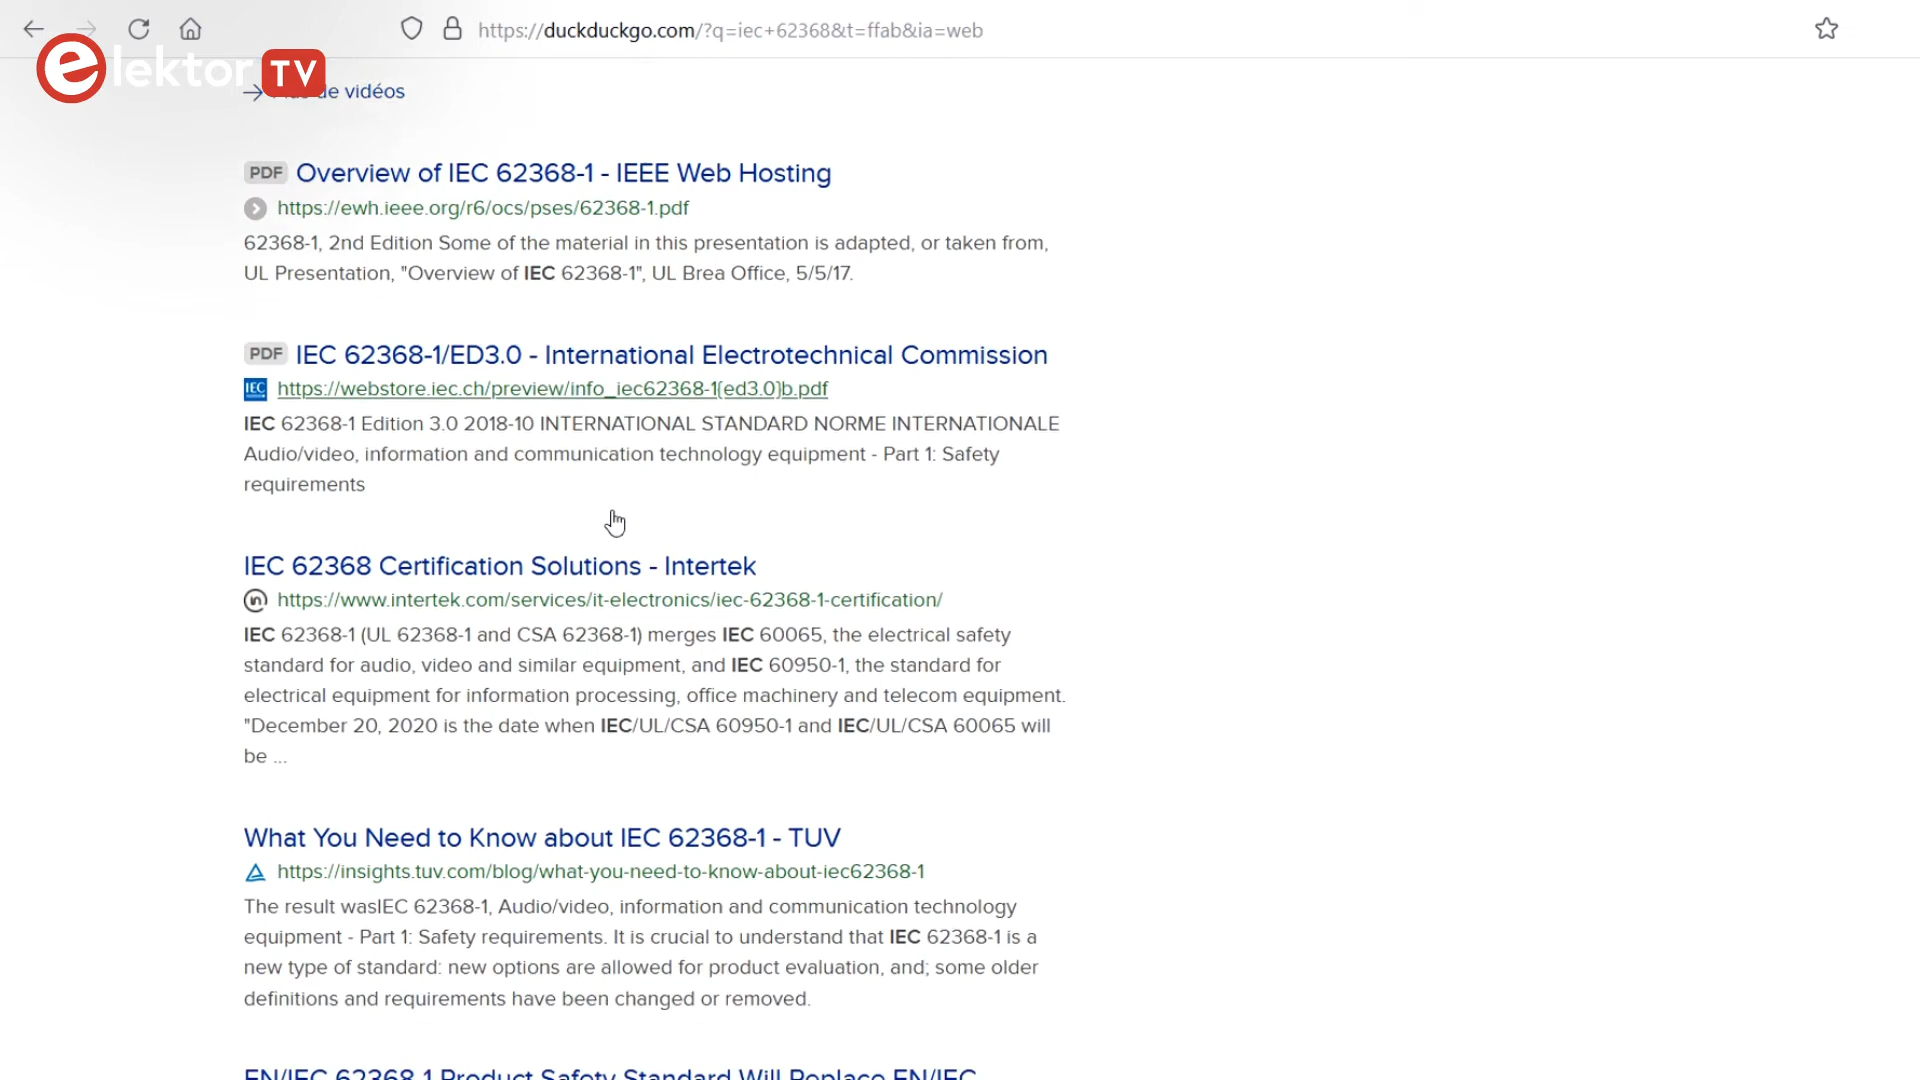 https://duckduckgo.com/?q=iec+62368&t=ffab&ia=web
elektor TV
de vidéos
PDF Overview of IEC 62368-1 - IEEE Web Hosting
https://ewh.ieee.org/r6/ocs/pses/62368-1.pdf
62368-1, 2nd Edition Some of the material in this presentation is adapted, or taken from,
UL Presentation, "Overview of IEC 62368-1", UL Brea Office, 5/5/17.
PDF IEC 62368-1/ED3.0 - International Electrotechnical Commission
IEC https://webstore.iec.ch/preview/info_iec62368-1{ed3.0}b.pdf
IEC 62368-1 Edition 3.0 2018-10 INTERNATIONAL STANDARD NORME INTERNATIONALE
Audio/video, information and communication technology equipment - Part 1: Safety
requirements
IEC 62368 Certification Solutions - Intertek
https://www.intertek.com/services/it-electronics/iec-62368-1-certification/
IEC 62368-1 (UL 62368-1 and CSA 62368-1) merges IEC 60065, the electrical safety
standard for audio, video and similar equipment, and IEC 60950-1, the standard for
electrical equipment for information processing, office machinery and telecom equipment.
"December 20, 2020 is the date when IEC/UL/CSA 60950-1 and IEC/UL/CSA 60065 will
be ...
What You Need to Know about IEC 62368-1 - TUV
https://insights.tuv.com/blog/what-you-need-to-know-about-iec62368-1
The result wasIEC 62368-1, Audio/video, information and communication technology
equipment - Part 1: Safety requirements. It is crucial to understand that IEC 62368-1 is a
new type of standard: new options are allowed for product evaluation, and; some older
definitions and requirements have been changed or removed.
EN/IEC 62368-1 Product Safety Standard Will Replace EN/IEC